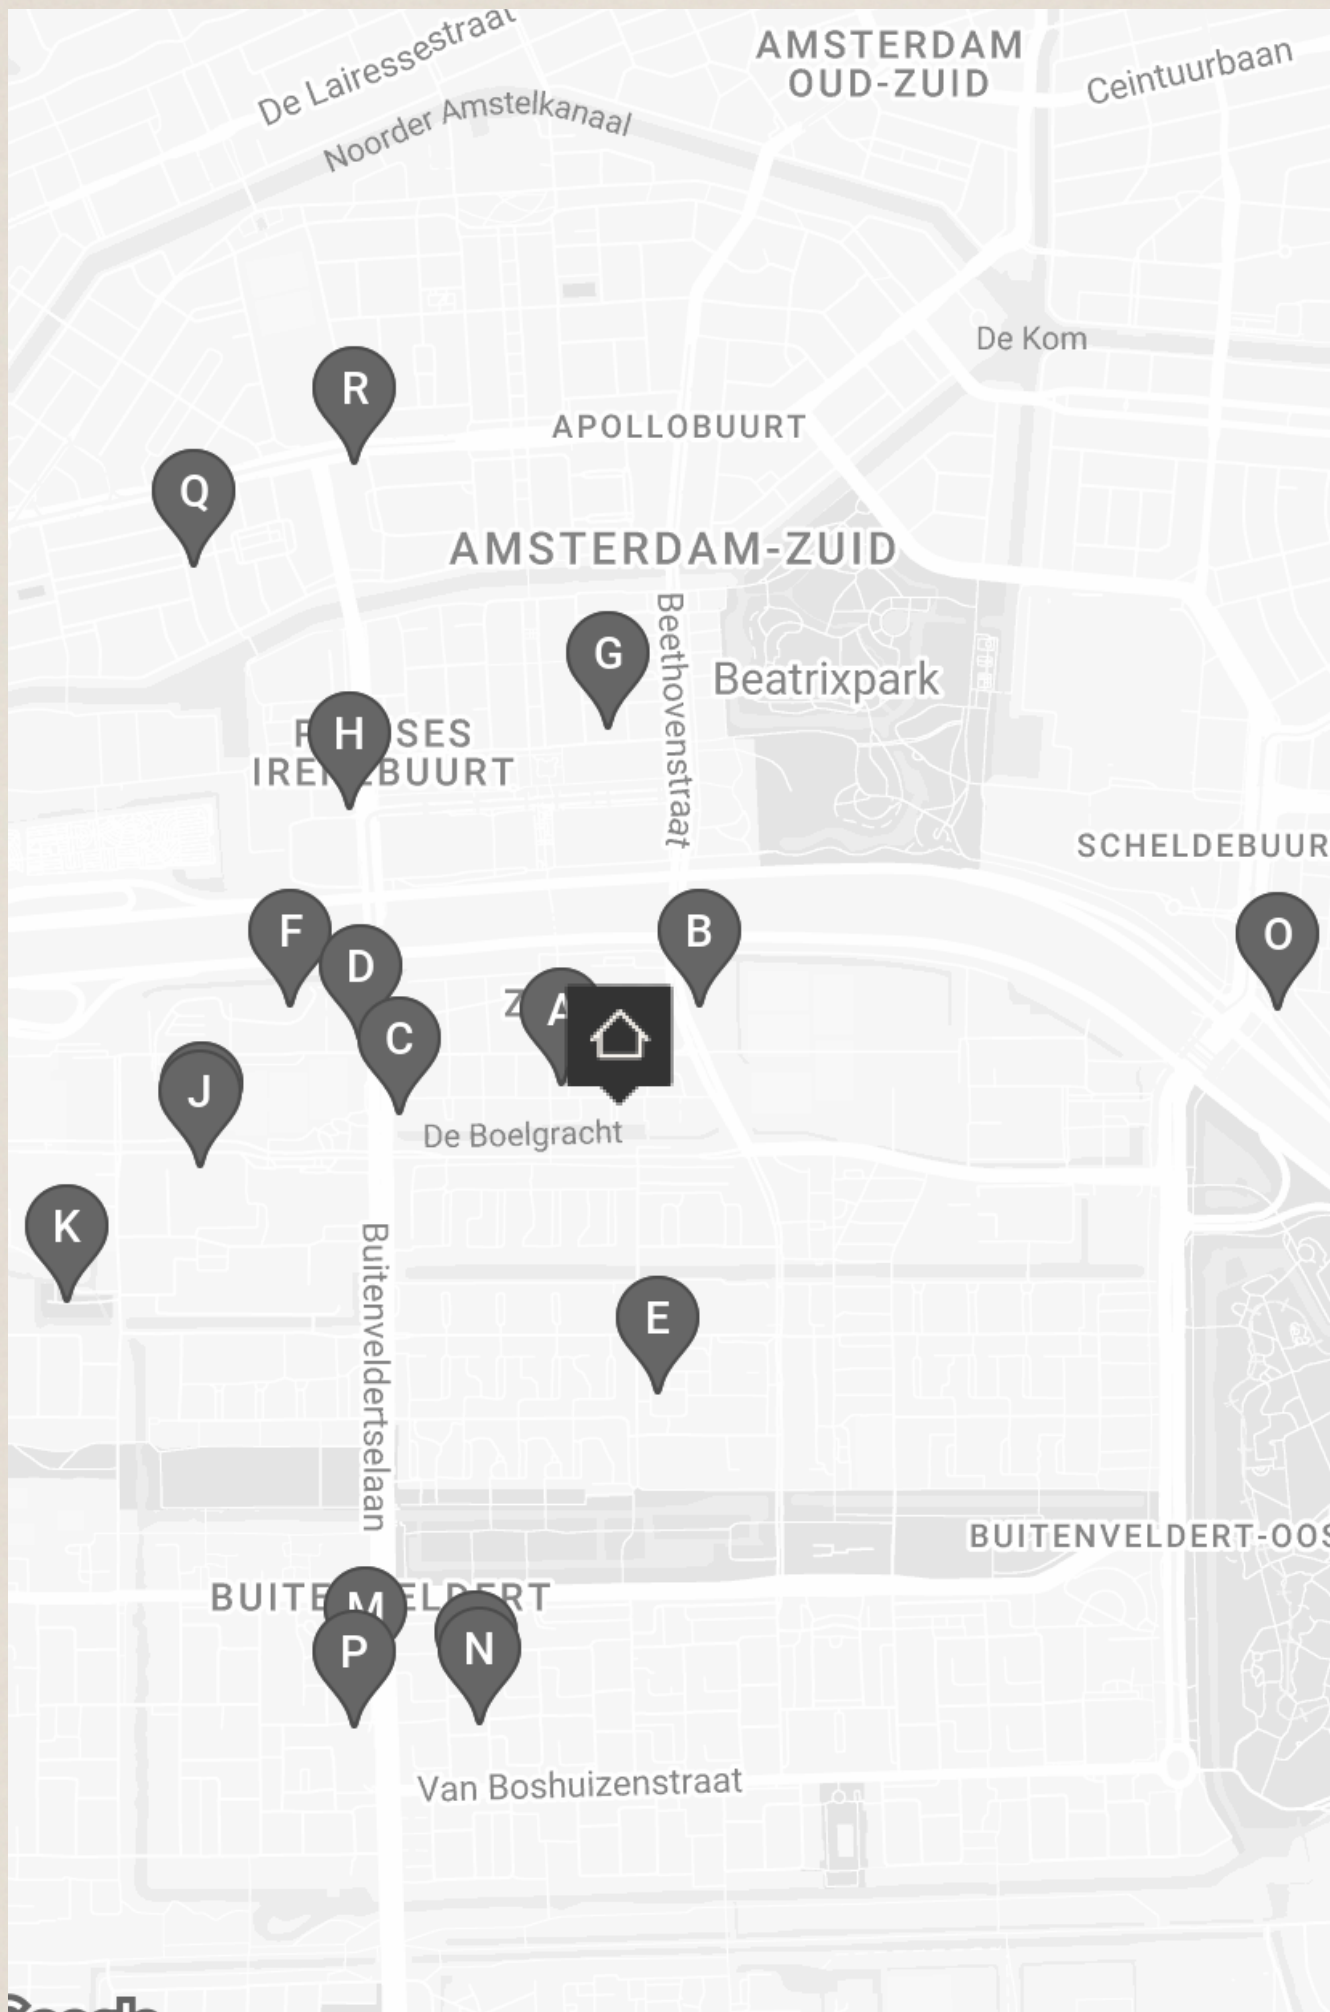 De Lairessestraat
AMSTERDAM
OUD-ZUID
Ceintuurbaan
Noorder Amstelkanaal
De Kom
R
APOLLOBUURT
Q
AMSTERDAM-ZUID
Beethovenstraat
G
Beatrixpark
H
SCHELDEBUUR
F
D
B
O
A
C
J
De Boelgracht
K
Buitenveldertselaan
E
BUITENVELDERT-OOS
M
P
N
Van Boshuizenstraat